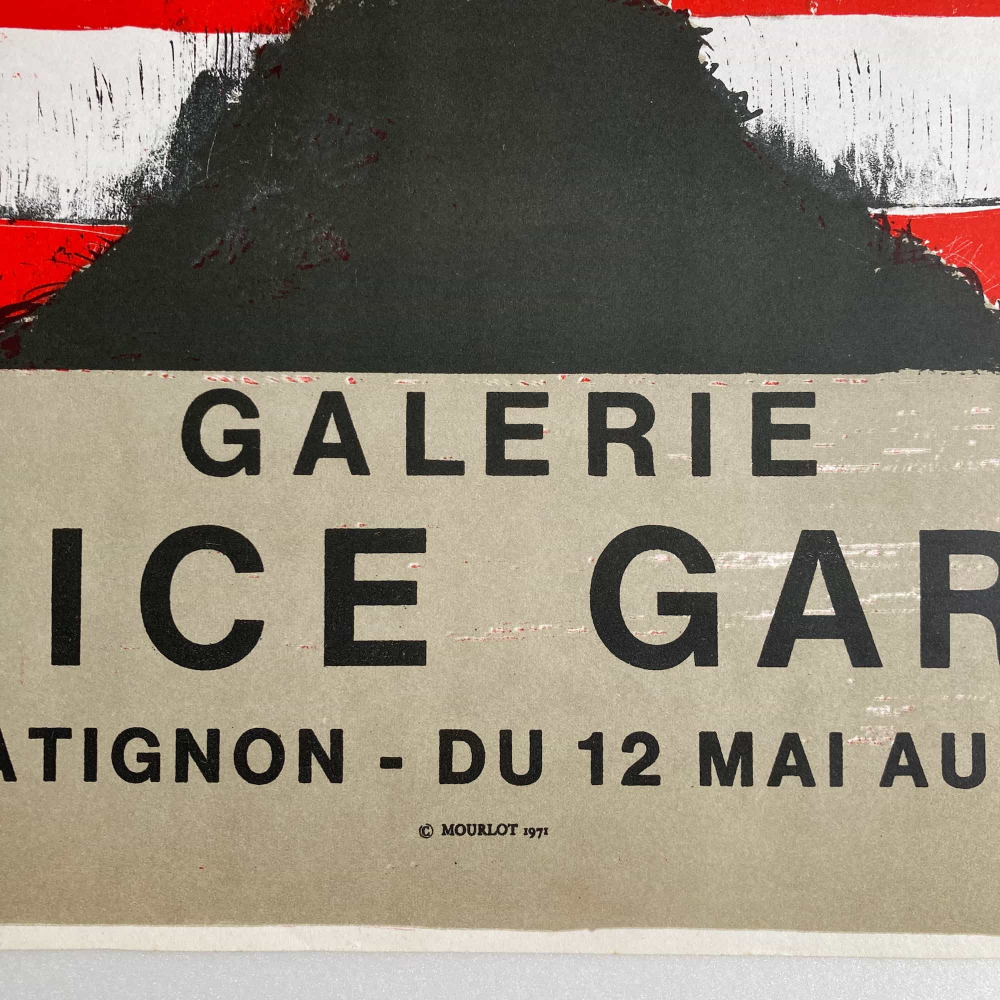 GALERIE
ICE GAR
ATIGNON - DU 12 MAI AU
© MOURLOT 1971